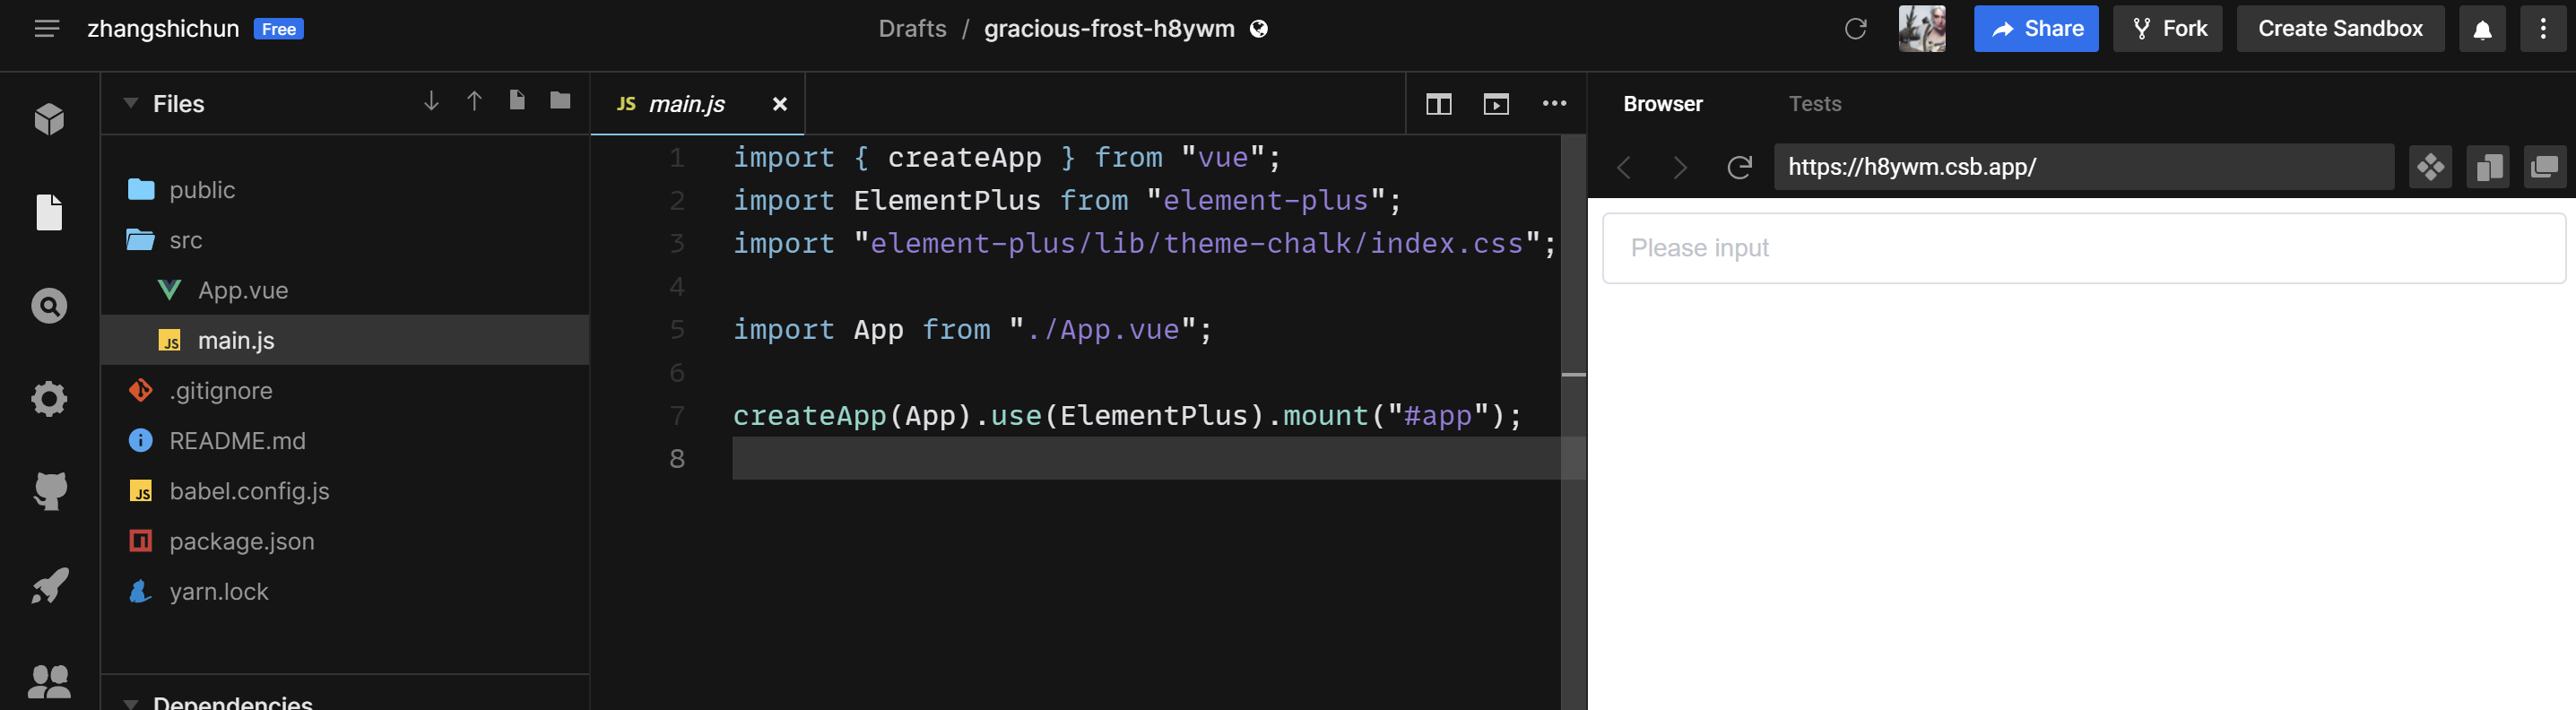 zhangshichun Free
Drafts / gracious-frost-h8ywm
Share
Fork
Create Sandbox
Files
public
src
App.vue
JS main.js
.gitignore
README.md
JS babel.config.js
package.json
yarn.lock
Dependencies
JS main.js
1 import { createApp } from "vue";
2 import ElementPlus from "element-plus";
3 import "element-plus/lib/theme-chalk/index.css";
4
5 import App from "./App.vue";
6
7 createApp(App).use(ElementPlus).mount("#app");
8
Browser Tests
https://h8ywm.csb.app/
Please input